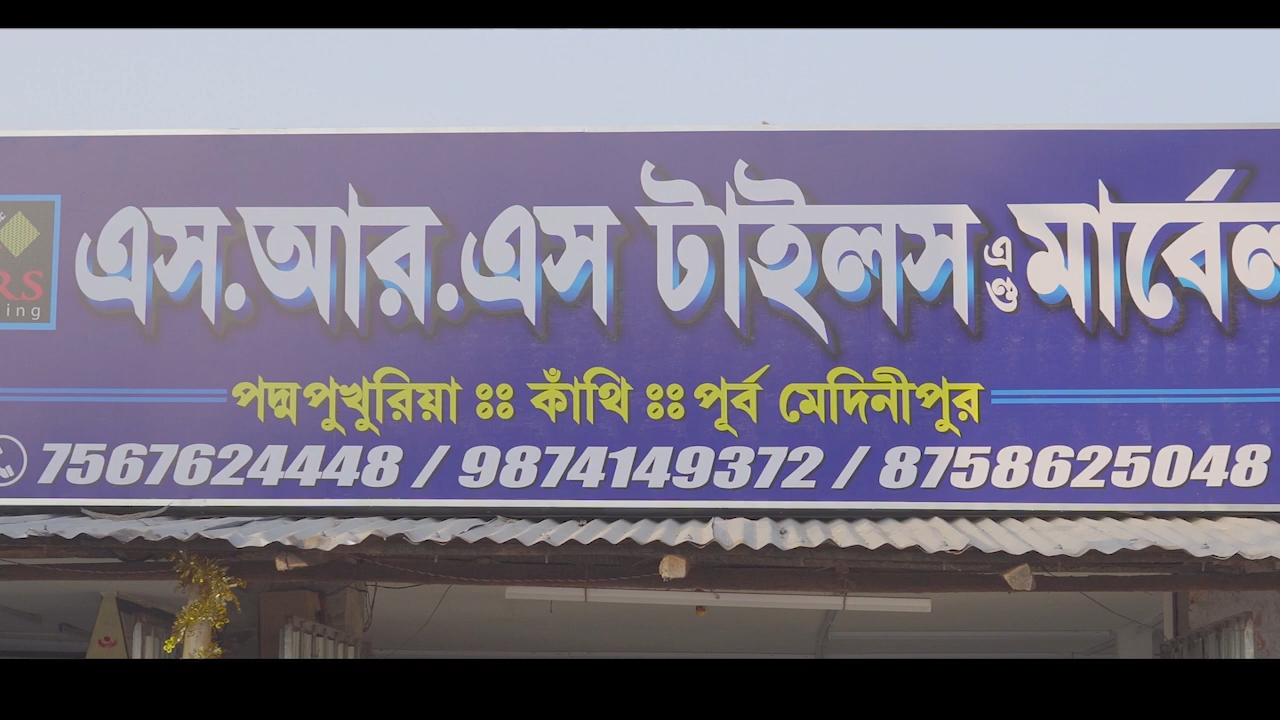 এস.আর.এস টাইলস এণ্ড মার্বেল
পদ্মপুখুরিয়া ঃঃ কাঁথি ঃঃ পূর্ব মেদিনীপুর
7567624448 / 9874149372 / 8758625048